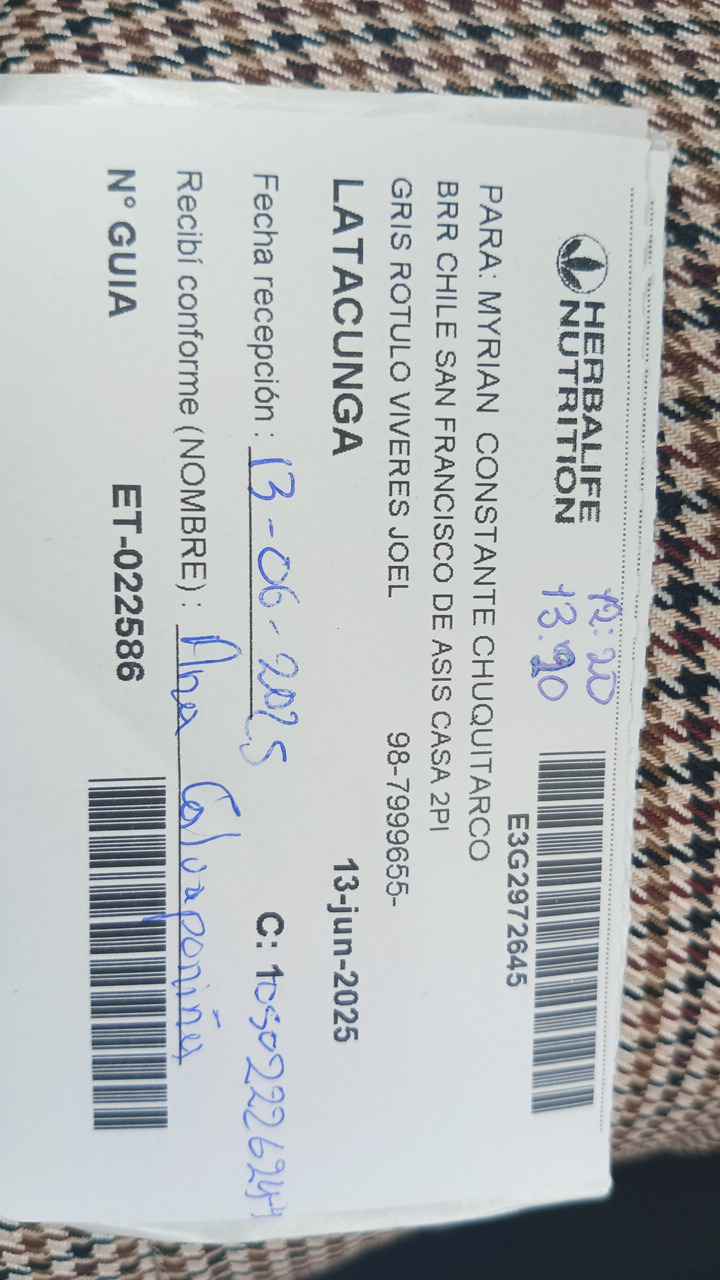 HERBALIFE
NUTRITION
12:20
13:20
E3G2972645
PARA: MYRIAN CONSTANTE CHUQUITARCO
BRR CHILE SAN FRANCISCO DE ASIS CASA 2PI
GRIS ROTULO VIVERES JOEL 98-7999655-
LATACUNGA 13-jun-2025
Fecha recepción : 13-06-2025 C:
Recibí conforme (NOMBRE) : Ana
N° GUIA ET-022586